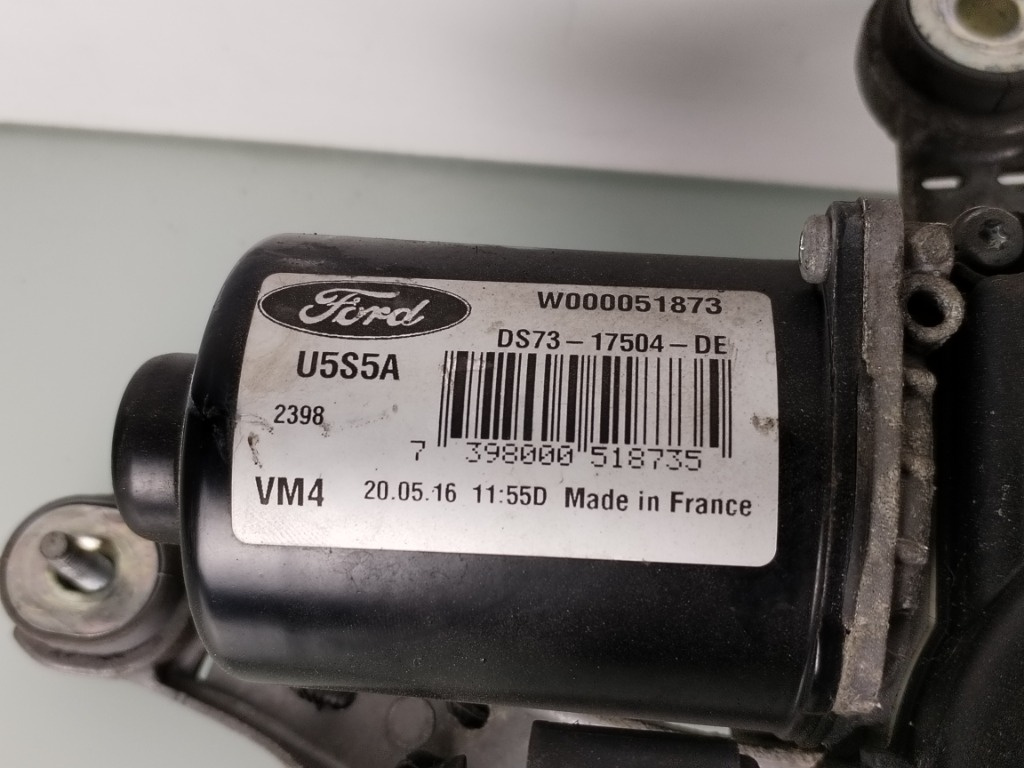 Ford
W000051873
DS73-17504-DE
U5S5A
2398
7 398000 518735
VM4 20.05.16 11:55D Made in France